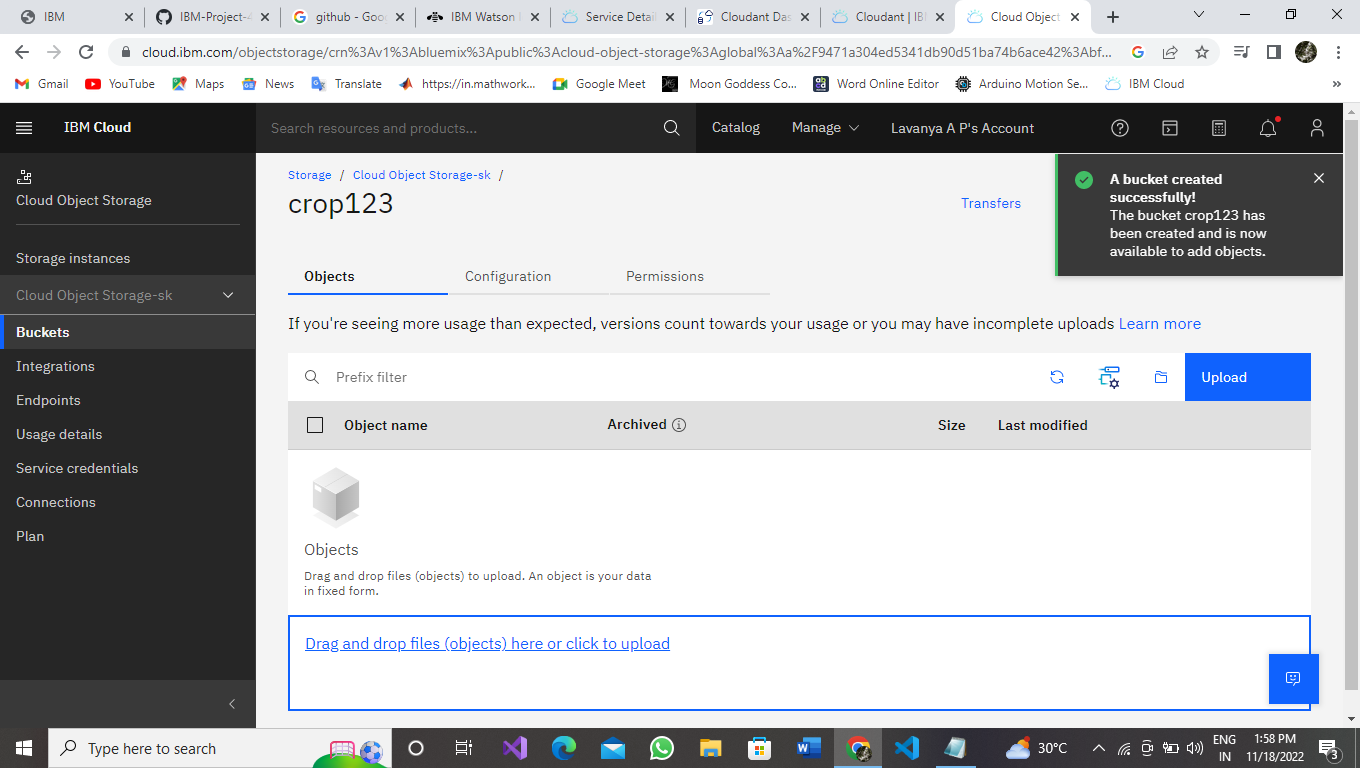 IBM
IBM-Project-4
github - Goo
IBM Watson
Service Detail
Cloudant Das
Cloudant | IB
Cloud Object
cloud.ibm.com/objectstorage/crn%3Av1%3Abluemix%3Apublic%3Acloud-object-storage%3Aglobal%3Aa%2F9471a304ed5341db90d51ba74b6ace42%3Abf...
Gmail
YouTube
Maps
News
Translate
https://in.mathwork...
Google Meet
Moon Goddess Co...
Word Online Editor
Arduino Motion Se...
IBM Cloud
»
IBM Cloud
Search resources and products...
Catalog
Manage
Lavanya A P's Account
Cloud Object Storage
Storage instances
Cloud Object Storage-sk
Buckets
Integrations
Endpoints
Usage details
Service credentials
Connections
Plan
Storage / Cloud Object Storage-sk /
crop123
Transfers
A bucket created
successfully!
The bucket crop123 has
been created and is now
available to add objects.
Objects
Configuration
Permissions
If you're seeing more usage than expected, versions count towards your usage or you may have incomplete uploads Learn more
Prefix filter
Upload
Object name
Archived
Size
Last modified
Objects
Drag and drop files (objects) to upload. An object is your data
in fixed form.
Drag and drop files (objects) here or click to upload
Type here to search
30°C
ENG
IN
1:58 PM
11/18/2022
3